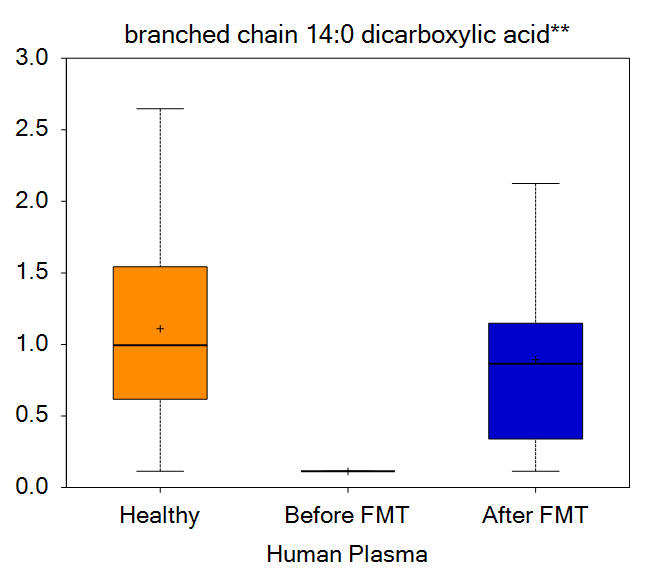 branched chain 14:0 dicarboxylic acid**
3.0
2.5
2.0
1.5
1.0
0.5
0.0
Healthy Before FMT After FMT
Human Plasma